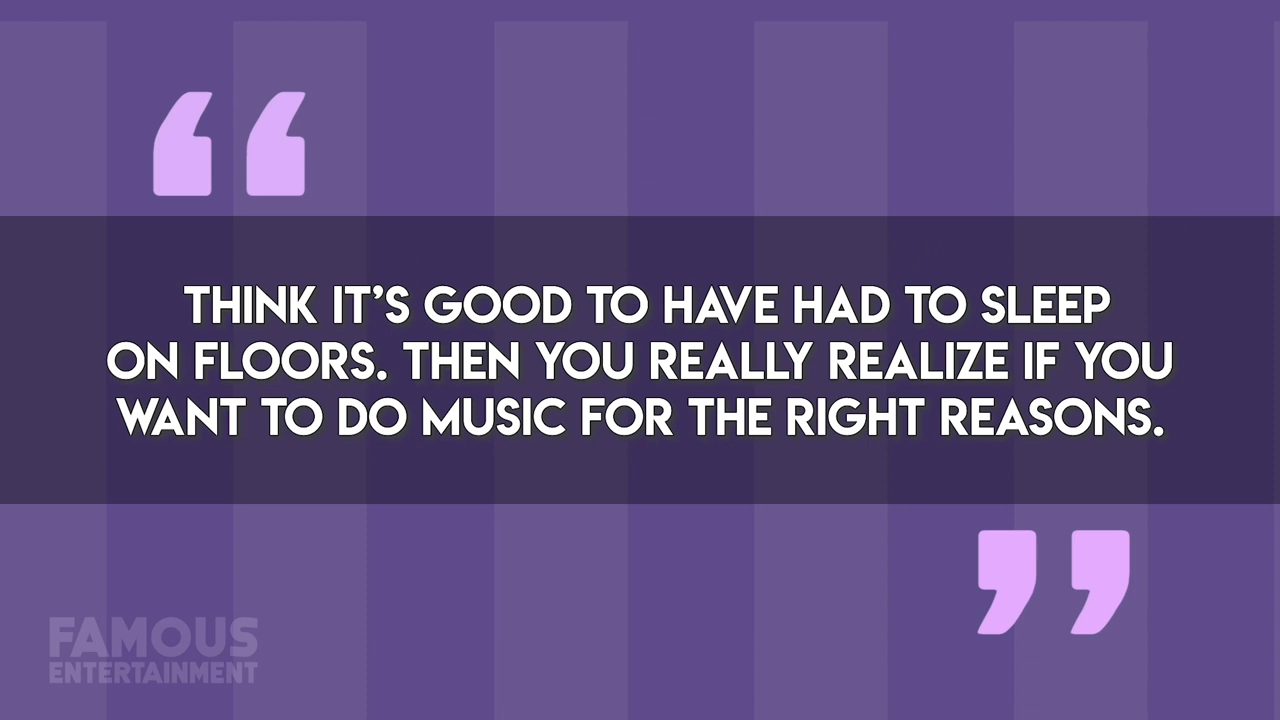 THINK IT'S GOOD TO HAVE HAD TO SLEEP
ON FLOORS. THEN YOU REALLY REALIZE IF YOU
WANT TO DO MUSIC FOR THE RIGHT REASONS.
FAMOUS
ENTERTAINMENT